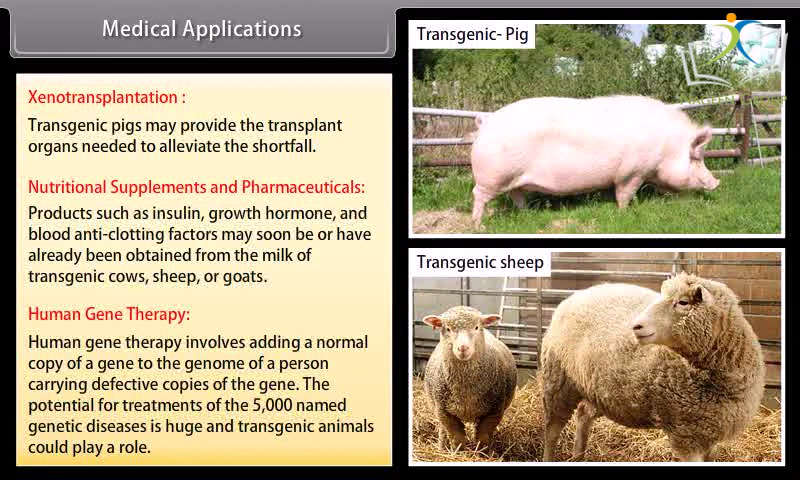 Medical Applications
Xenotransplantation :
Transgenic pigs may provide the transplant
organs needed to alleviate the shortfall.
Nutritional Supplements and Pharmaceuticals:
Products such as insulin, growth hormone, and
blood anti-clotting factors may soon be or have
already been obtained from the milk of
transgenic cows, sheep, or goats.
Human Gene Therapy:
Human gene therapy involves adding a normal
copy of a gene to the genome of a person
carrying defective copies of the gene. The
potential for treatments of the 5,000 named
genetic diseases is huge and transgenic animals
could play a role.
Transgenic- Pig
Transgenic sheep